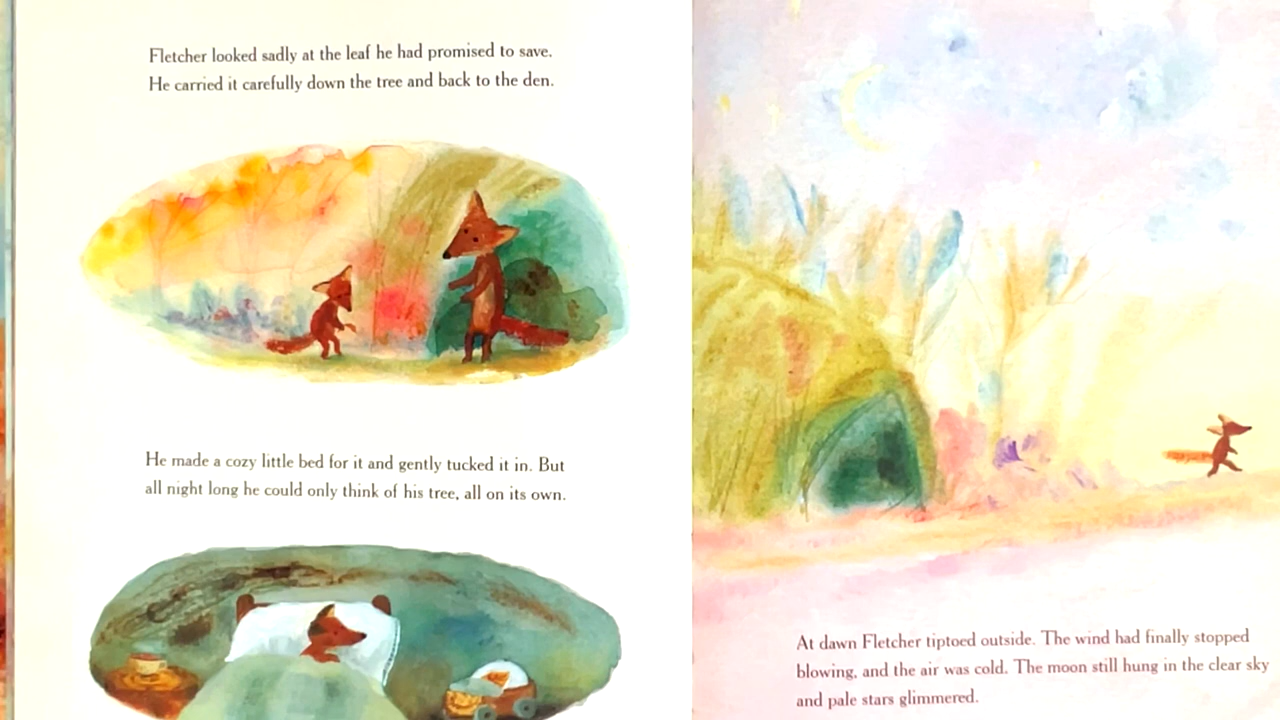 Fletcher looked sadly at the leaf he had promised to save.
He carried it carefully down the tree and back to the den.
He made a cozy little bed for it and gently tucked it in. But
all night long he could only think of his tree, all on its own.
At dawn Fletcher tiptoed outside. The wind had finally stopped
blowing, and the air was cold. The moon still hung in the clear sky
and pale stars glimmered.